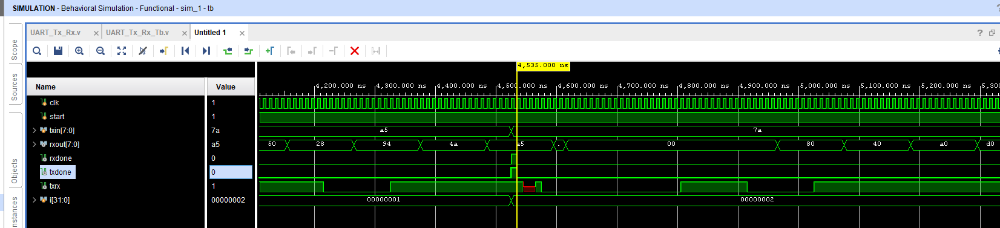 SIMULATION - Behavioral Simulation - Functional - sim_1 - tb
?
UART_Tx_Rx.v × UART_Tx_Rx_Tb.v × Untitled 1 ×
?
Scope
Sources
Objects
nstances
4,535.000 ns
Name Value
4,200.000 ns 4,300.000 ns 4,400.000 ns 4,500.000 ns 4,600.000 ns 4,700.000 ns 4,800.000 ns 4,900.000 ns 5,000.000 ns 5,100.000 ns 5,200.000 ns 5,300
clk 1
start 1
txin[7:0] 7a a5 7a
rxout[7:0] a5 50 28 94 4a a5 . 00 80 40 a0 d0
rxdone 0
txdone 0
txrx 1
i[31:0] 00000002 00000001 00000002